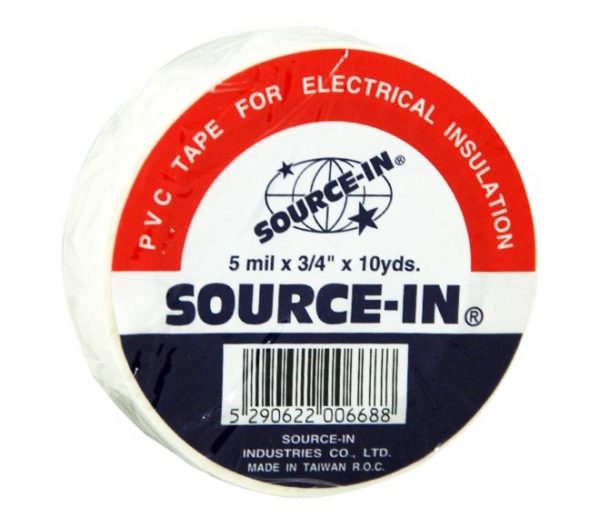 PVC TAPE FOR ELECTRICAL INSULATION
SOURCE-IN®
5 mil x 3/4" x 10yds.
SOURCE-IN®
5 290622 006688
SOURCE-IN
INDUSTRIES CO., LTD.
MADE IN TAIWAN R.O.C.